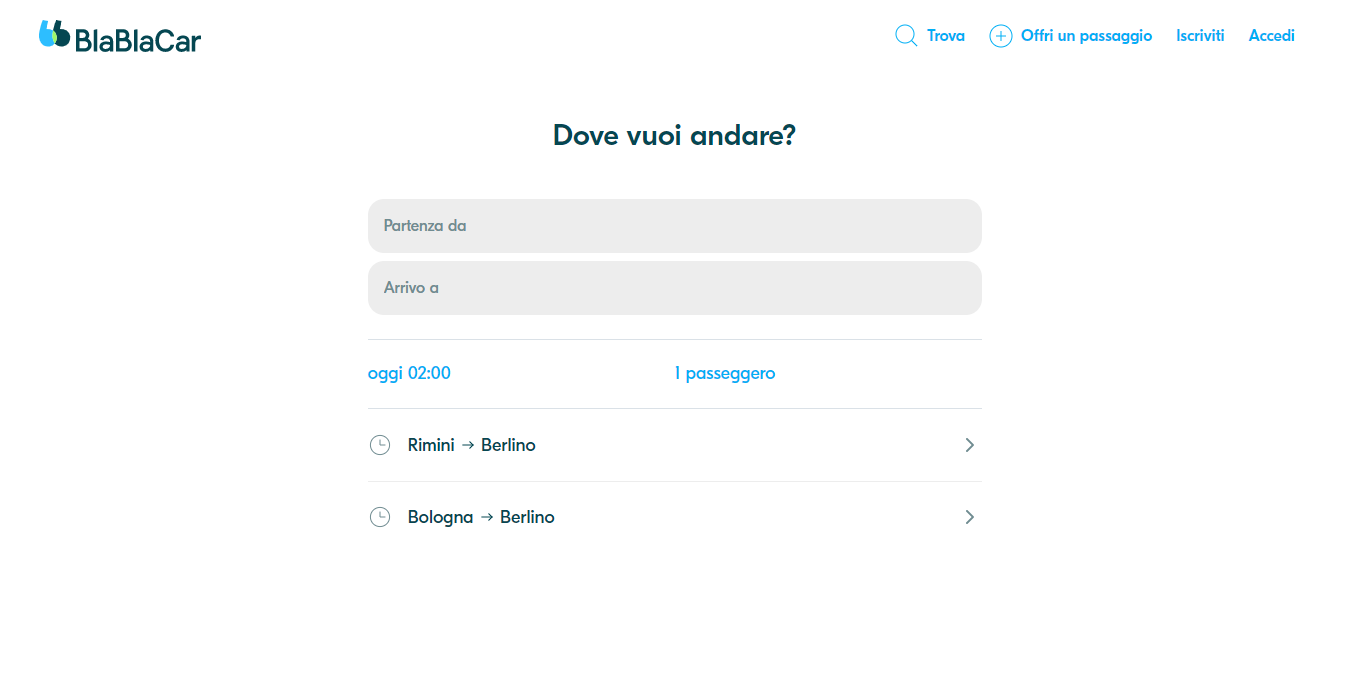 BlaBlaCar
Trova
Offri un passaggio
Iscriviti
Accedi
Dove vuoi andare?
Partenza da
Arrivo a
oggi 02:00
1 passeggero
Rimini → Berlino
Bologna → Berlino